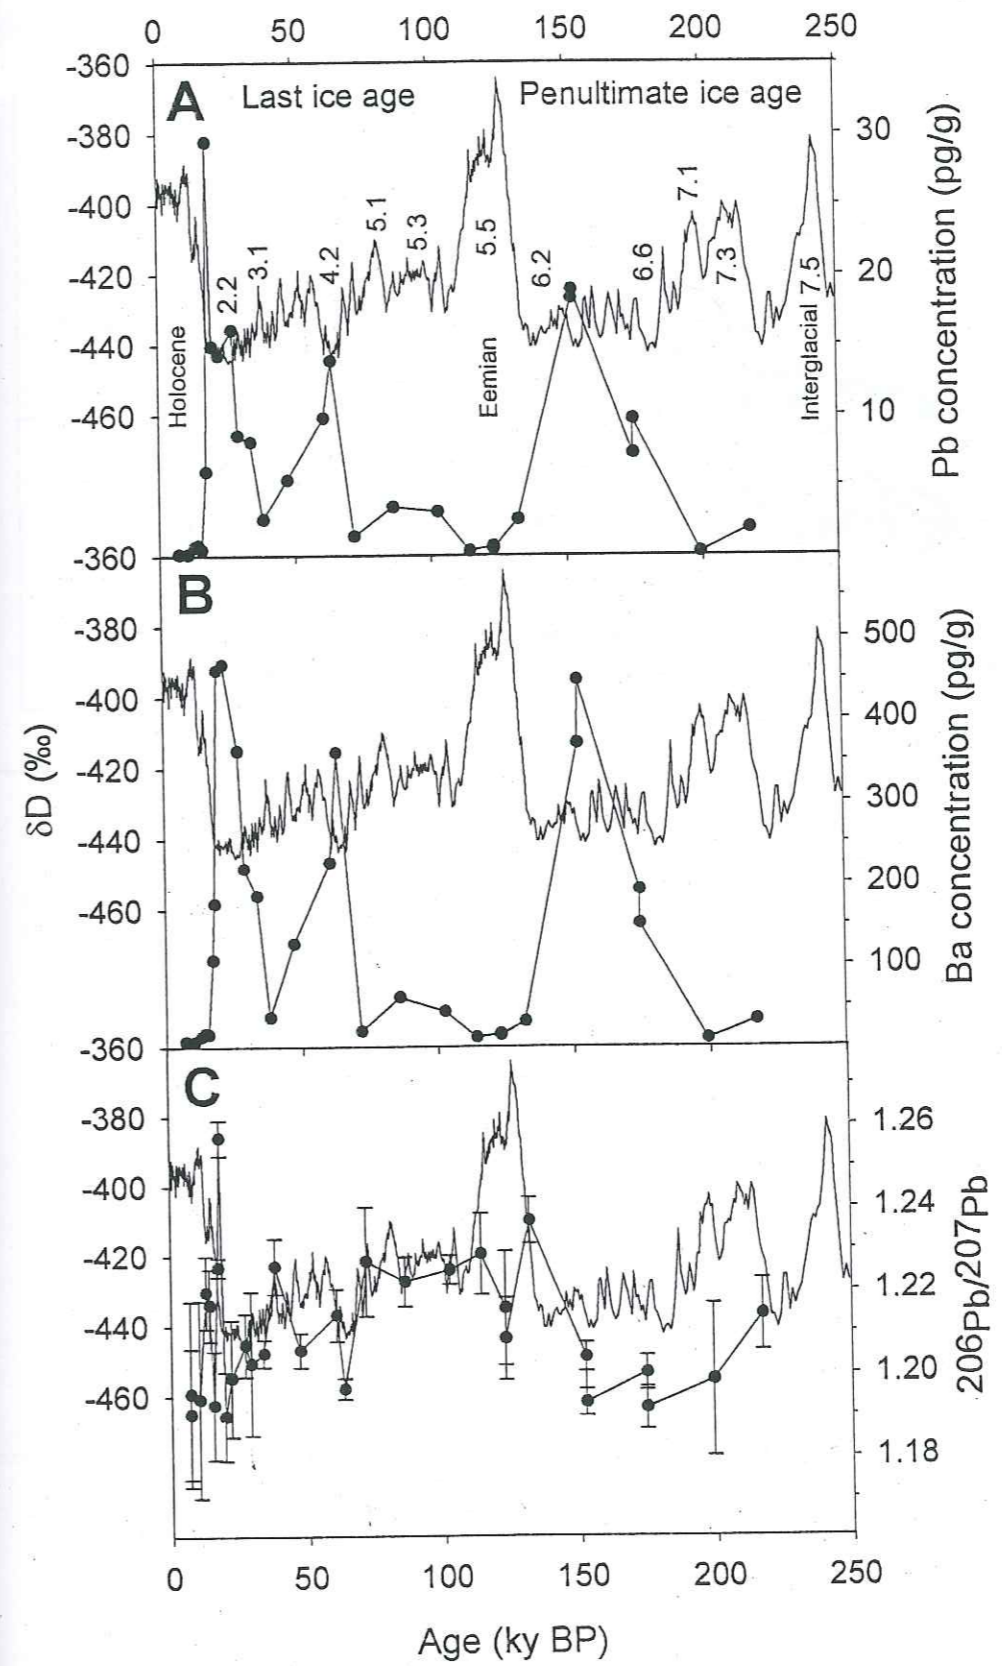 0 50 100 150 200 250
-360
A Last ice age Penultimate ice age
-380 30
-400 7.1
5.1 5.3 5.5
-420 2.2 3.1 4.2 6.2 6.6 7.3 20
-440
Holocene Eemian Interglacial 7.5
-460 10
Pb concentration (pg/g)
-360
B
-380 500
-400 400
-420
300
-440
200
-460
100
δD (‰)
Ba concentration (pg/g)
-360
C
-380 1.26
-400 1.24
-420
1.22
-440
1.20
-460
1.18
206Pb/207Pb
0 50 100 150 200 250
Age (ky BP)